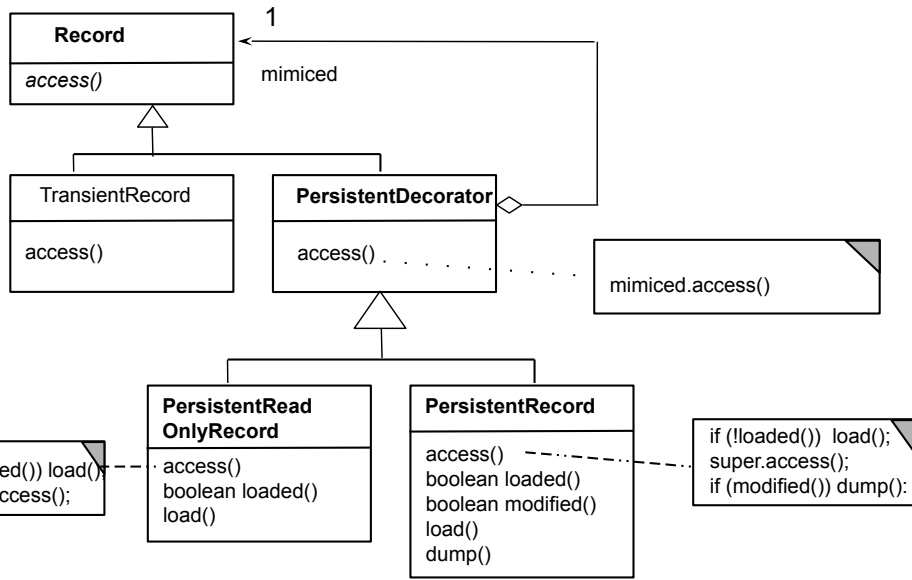 1
Record
access()
mimiced
TransientRecord
access()
PersistentDecorator
access()
mimiced.access()
PersistentRead
OnlyRecord
access()
boolean loaded()
load()
PersistentRecord
access()
boolean loaded()
boolean modified()
load()
dump()
ed()) load();
ccess();
if (!loaded()) load();
super.access();
if (modified()) dump():